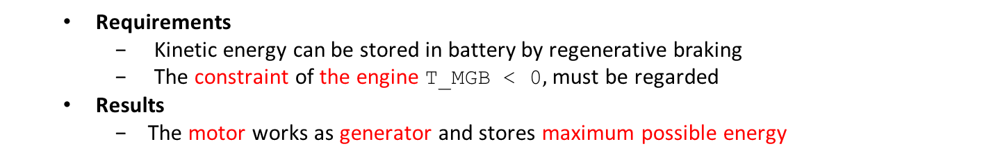 • Requirements
− Kinetic energy can be stored in battery by regenerative braking
− The constraint of the engine T_MGB < 0, must be regarded
• Results
− The motor works as generator and stores maximum possible energy